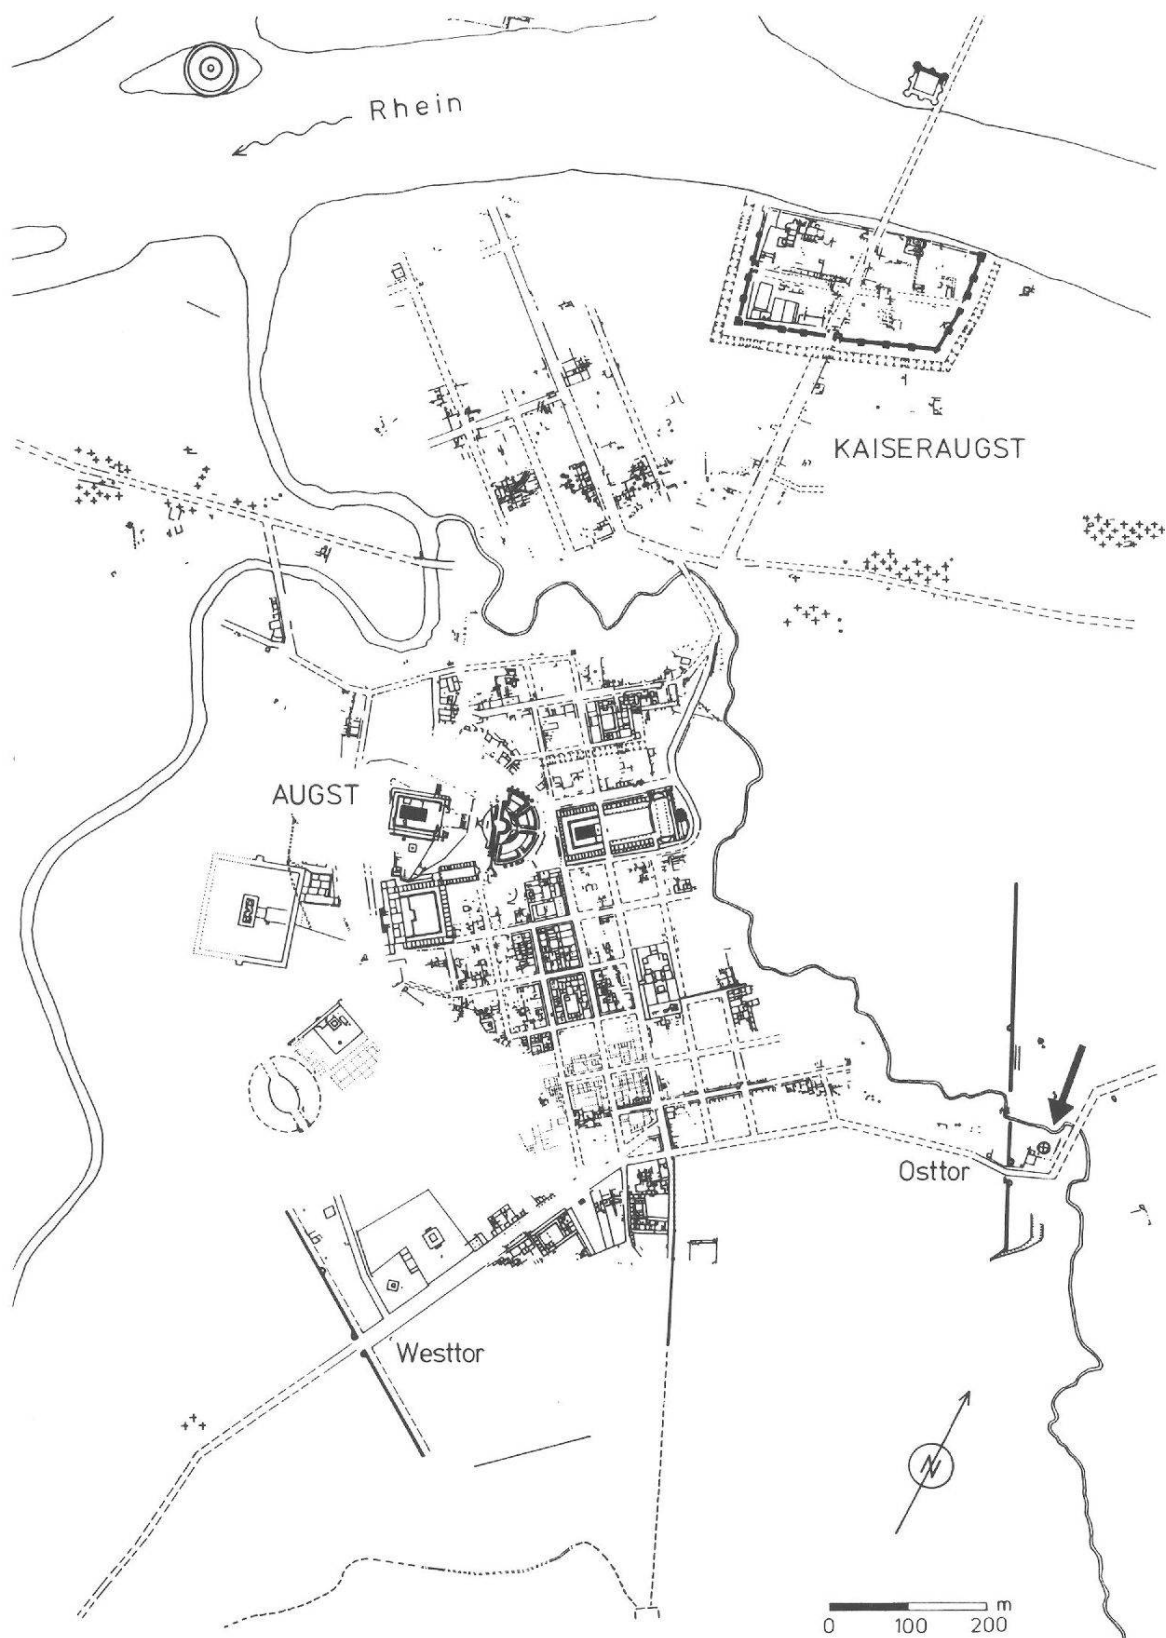 Rhein
KAISERAUGST
AUGST
Osttor
Westtor
N
m
0 100 200